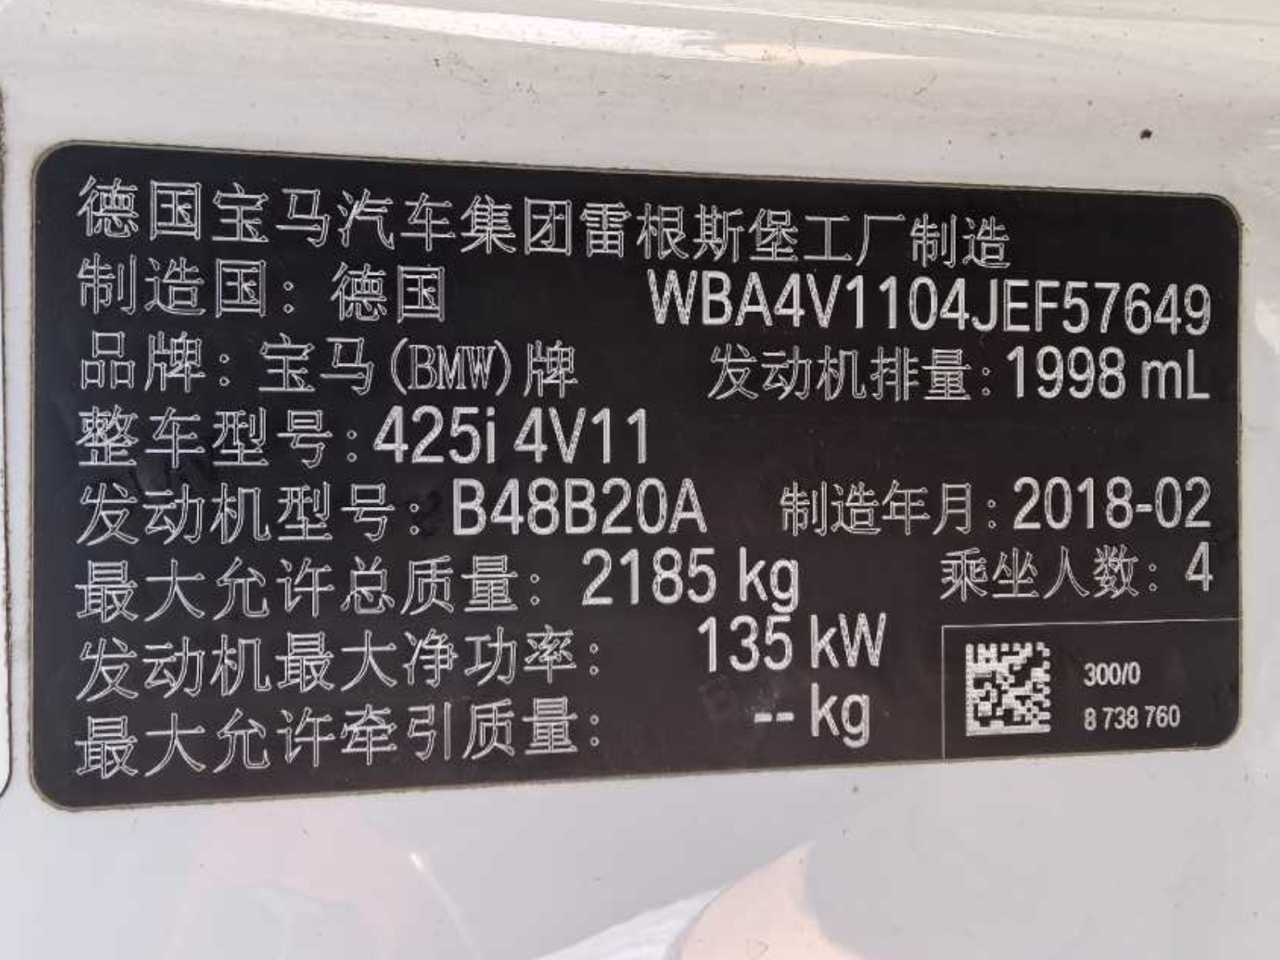 德国宝马汽车集团雷根斯堡工厂制造
制造国：德国 WBA4V1104JEF57649
品牌：宝马(BMW)牌 发动机排量：1998 mL
整车型号：425i 4V11
发动机型号：B48B20A 制造年月：2018-02
最大允许总质量：2185 kg 乘坐人数：4
发动机最大净功率：135 kW
最大允许牵引质量：-- kg
300/0
8 738 760